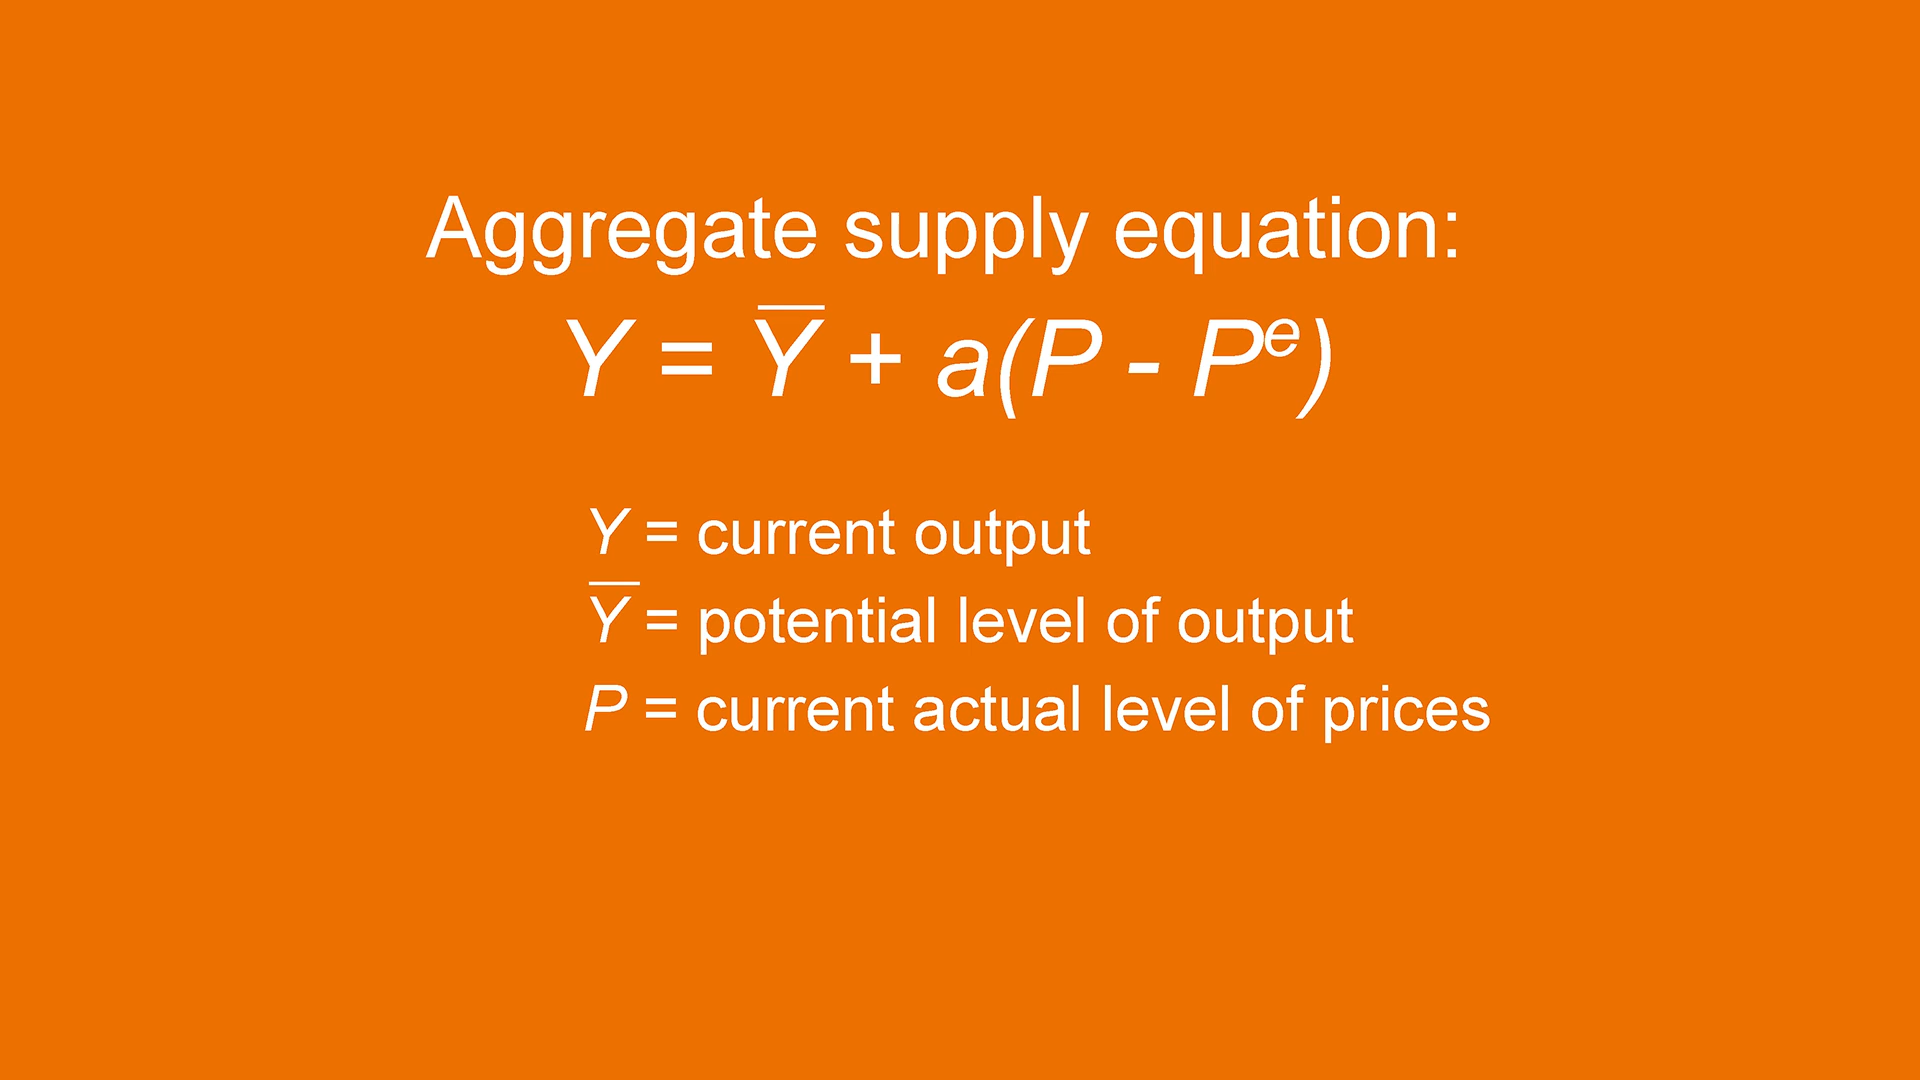 Aggregate supply equation:
Y = Y̅ + a(P - Pᵉ)
Y = current output
Y̅ = potential level of output
P = current actual level of prices